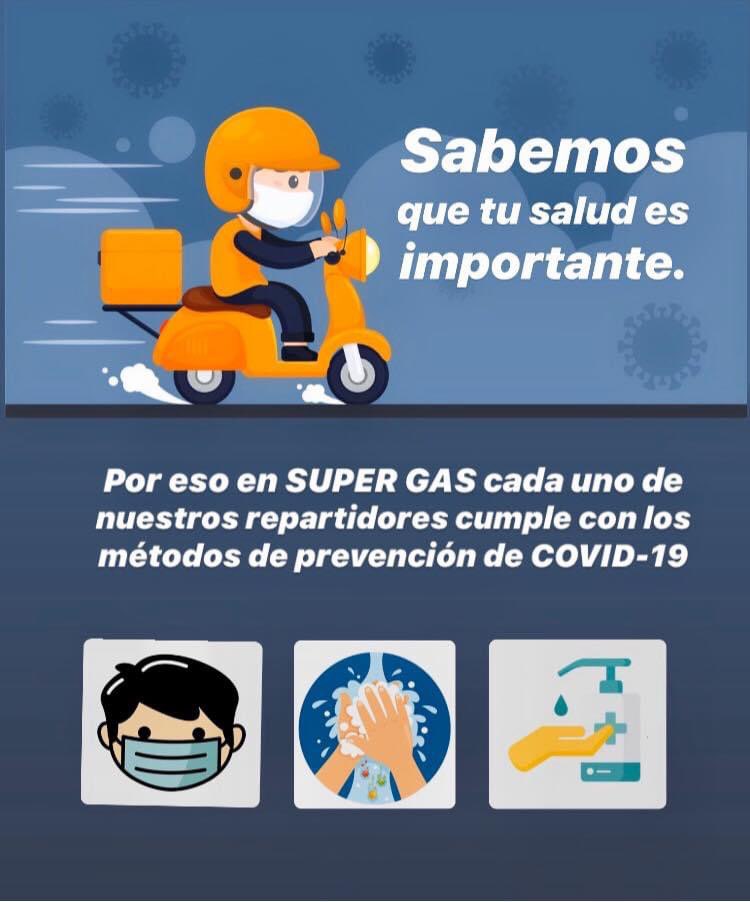 Sabemos
que tu salud es
importante.
Por eso en SUPER GAS cada uno de
nuestros repartidores cumple con los
métodos de prevención de COVID-19